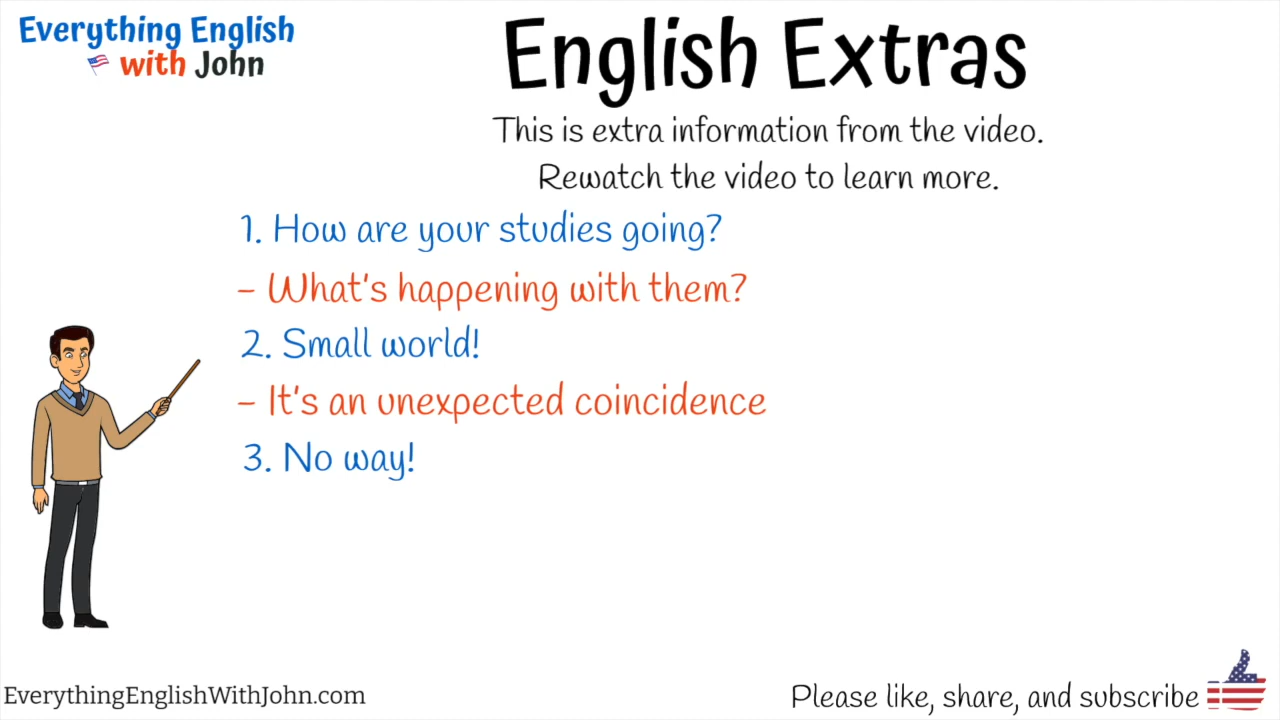 Everything English
with John
English Extras
This is extra information from the video.
Rewatch the video to learn more.
1. How are your studies going?
- What's happening with them?
2. Small world!
- It's an unexpected coincidence
3. No way!
EverythingEnglishWithJohn.com
Please like, share, and subscribe